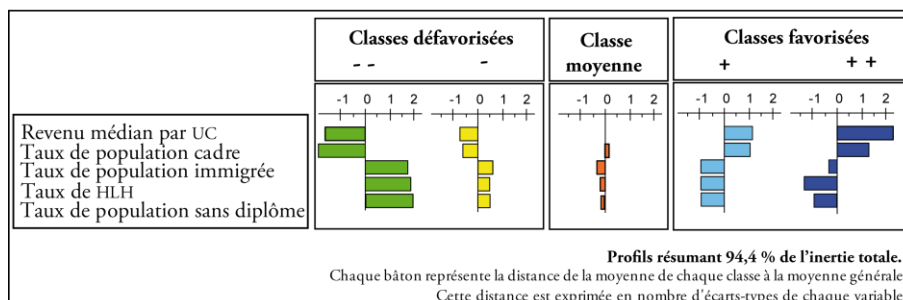 Classes défavorisées
- -
-
Classe
moyenne
Classes favorisées
+
+ +
-1 0 1 2
-1 0 1 2
-1 0 1 2
-1 0 1 2
-1 0 1 2
Revenu médian par UC
Taux de population cadre
Taux de population immigrée
Taux de HLH
Taux de population sans diplôme
Profils résumant 94,4 % de l'inertie totale.
Chaque bâton représente la distance de la moyenne de chaque classe à la moyenne générale
Cette distance est exprimée en nombre d'écarts-types de chaque variable